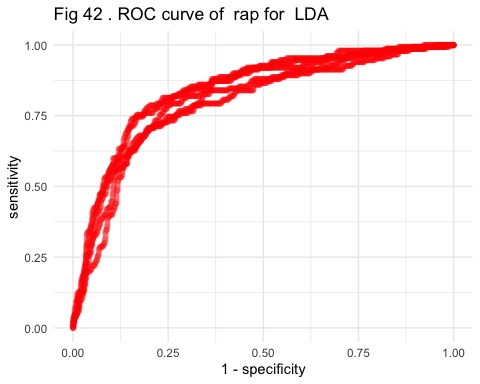 Fig 42 . ROC curve of  rap for  LDA
1.00
0.75
0.50
0.25
0.00
sensitivity
0.00 0.25 0.50 0.75 1.00
1 - specificity